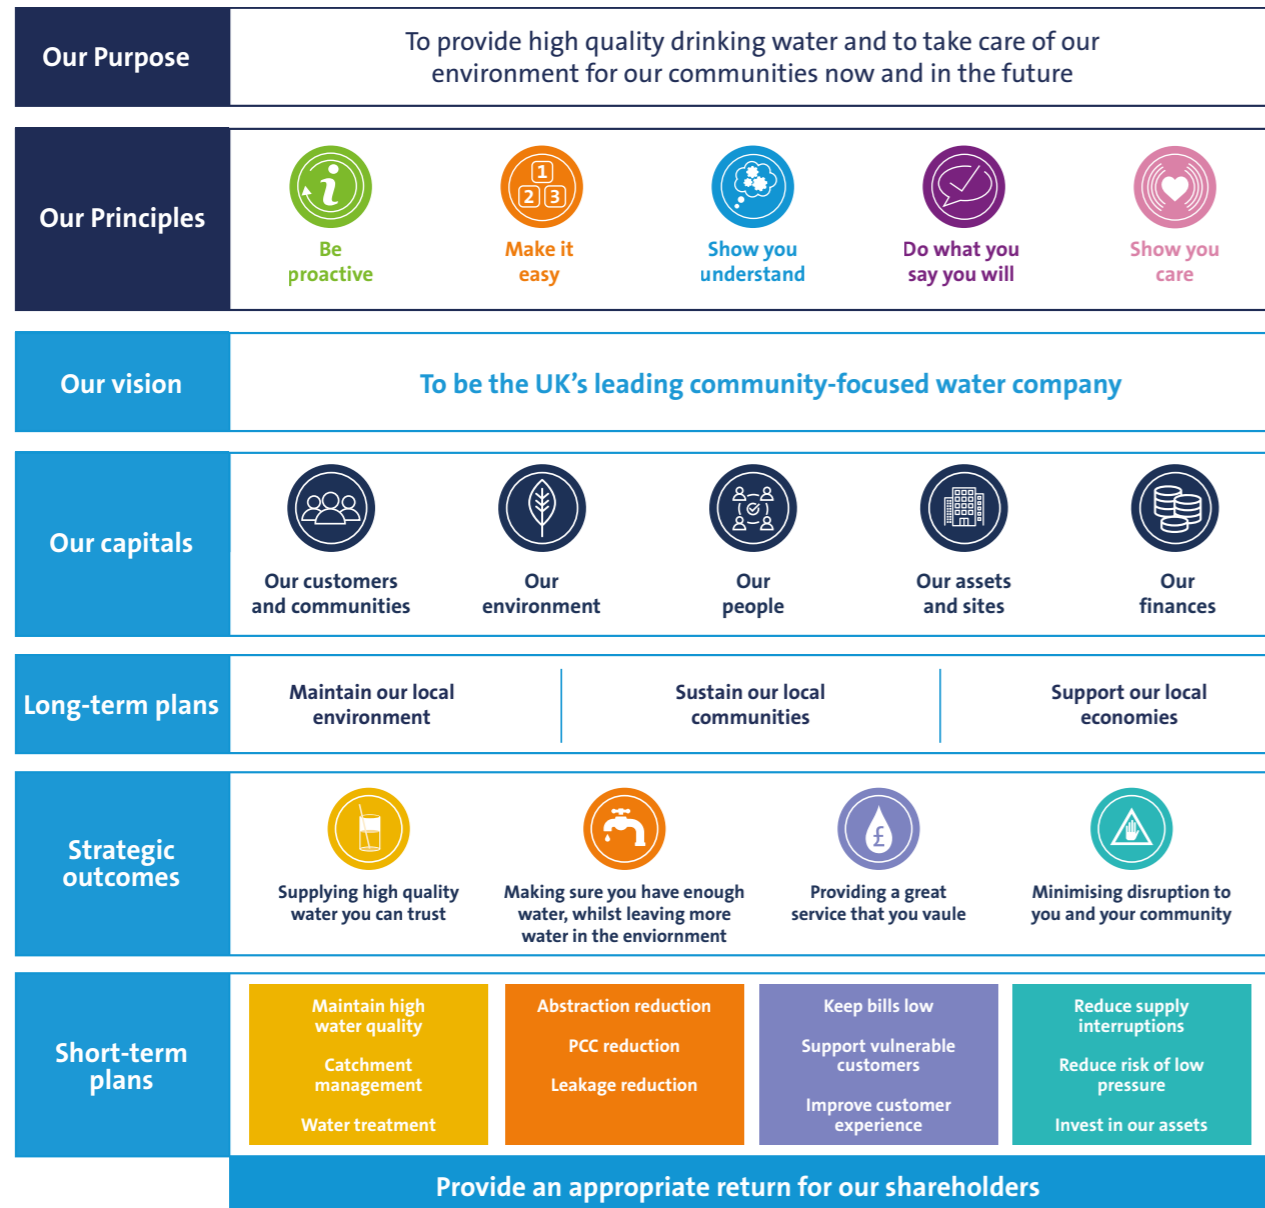 Our Purpose
To provide high quality drinking water and to take care of our
environment for our communities now and in the future
Our Principles
1
2 3
Be
proactive
Make it
easy
Show you
understand
Do what you
say you will
Show you
care
Our vision
To be the UK's leading community-focused water company
Our capitals
Our customers
and communities
Our
environment
Our
people
Our assets
and sites
Our
finances
Long-term plans
Maintain our local
environment
Sustain our local
communities
Support our local
economies
Strategic
outcomes
£
Supplying high quality
water you can trust
Making sure you have enough
water, whilst leaving more
water in the enviornment
Providing a great
service that you vaule
Minimising disruption to
you and your community
Short-term
plans
Maintain high
water quality
Catchment
management
Water treatment
Abstraction reduction
PCC reduction
Leakage reduction
Keep bills low
Support vulnerable
customers
Improve customer
experience
Reduce supply
interruptions
Reduce risk of low
pressure
Invest in our assets
Provide an appropriate return for our shareholders